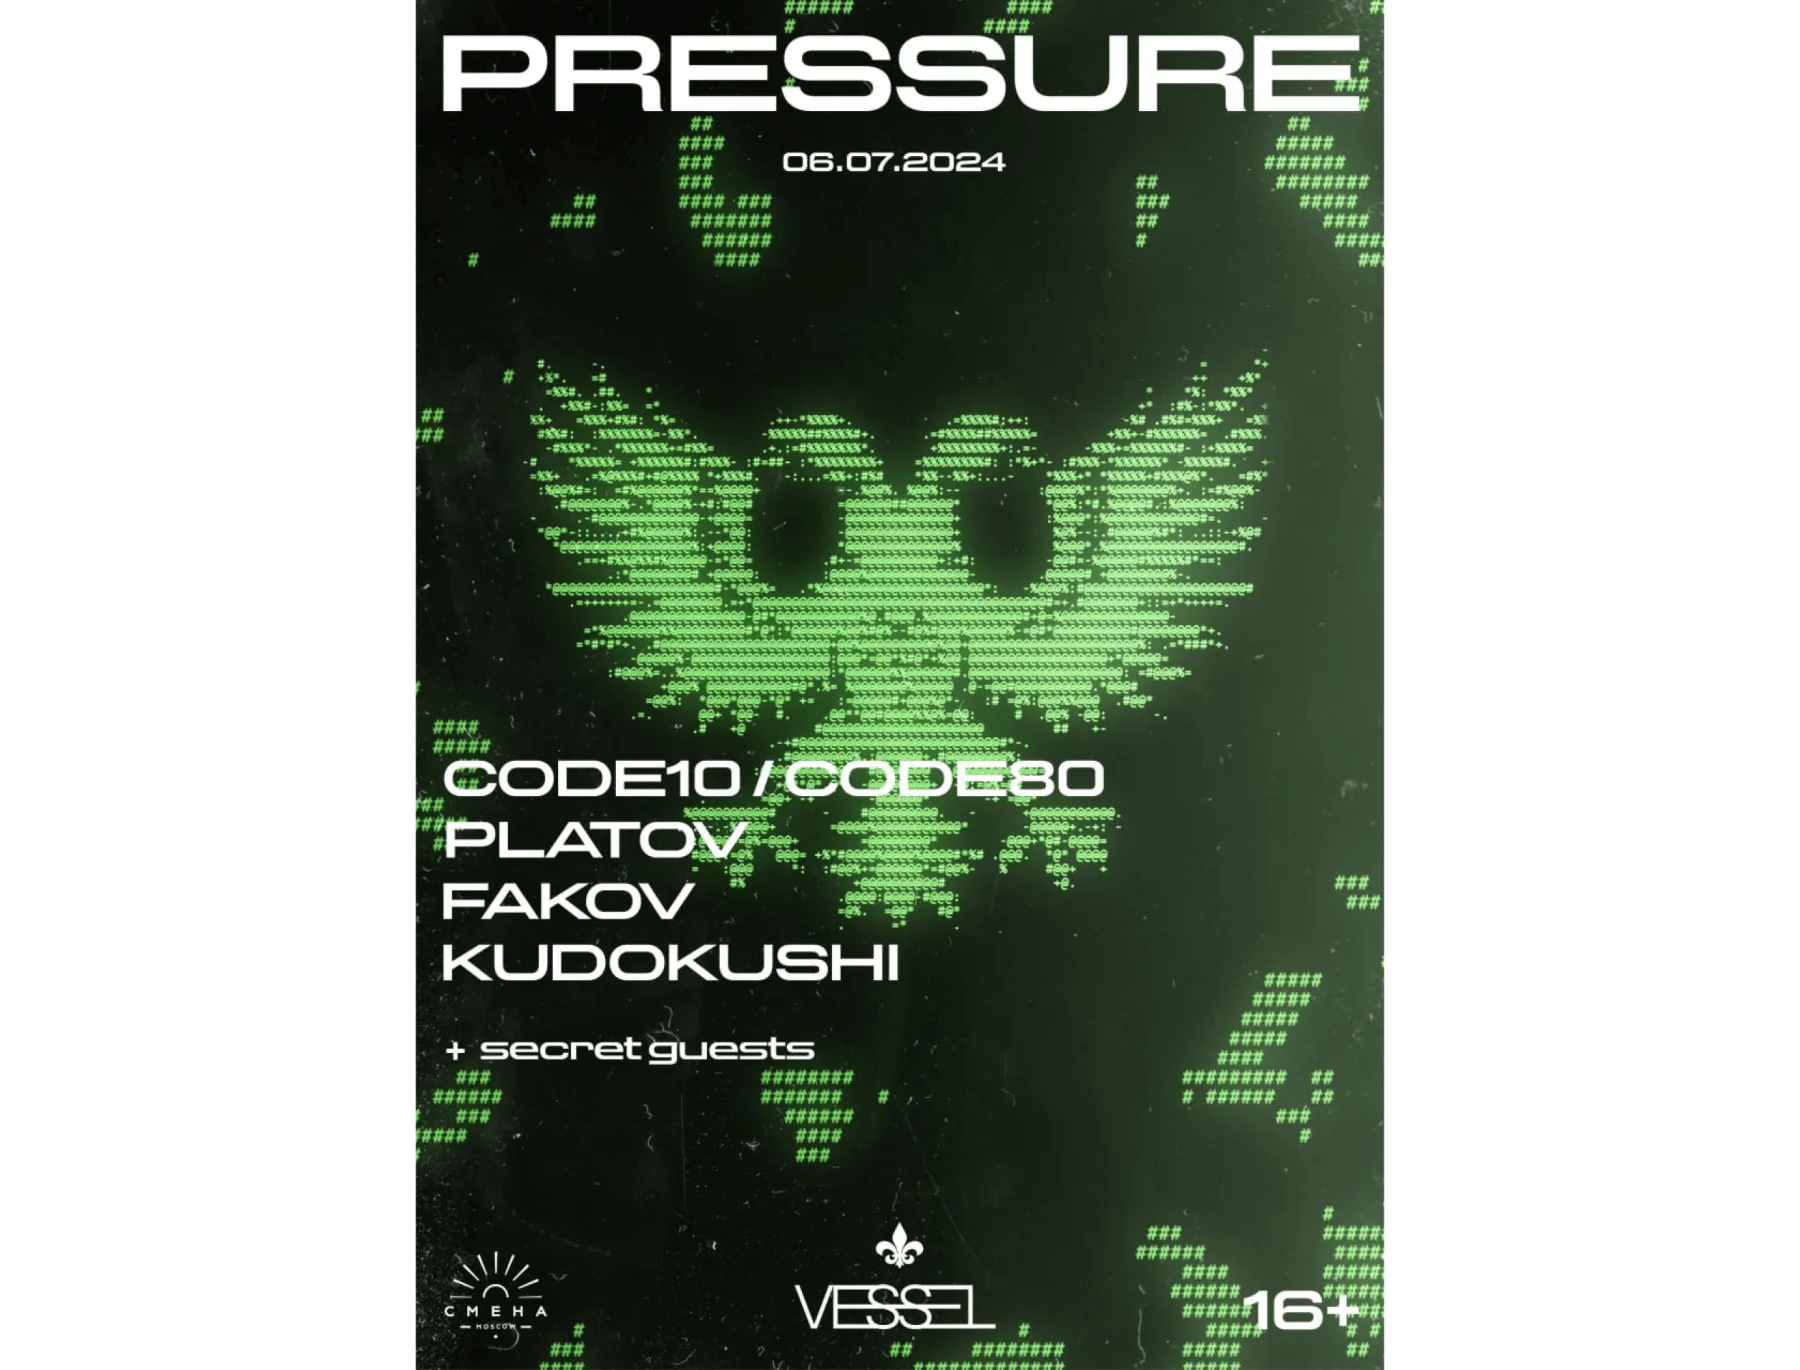 PRESSURE
06.07.2024
CODE10 / CODE80
PLATOV
FAKOV
KUDOKUSHI
+ secret guests
СМЕНА
MOSCOW
VESSEL
16+